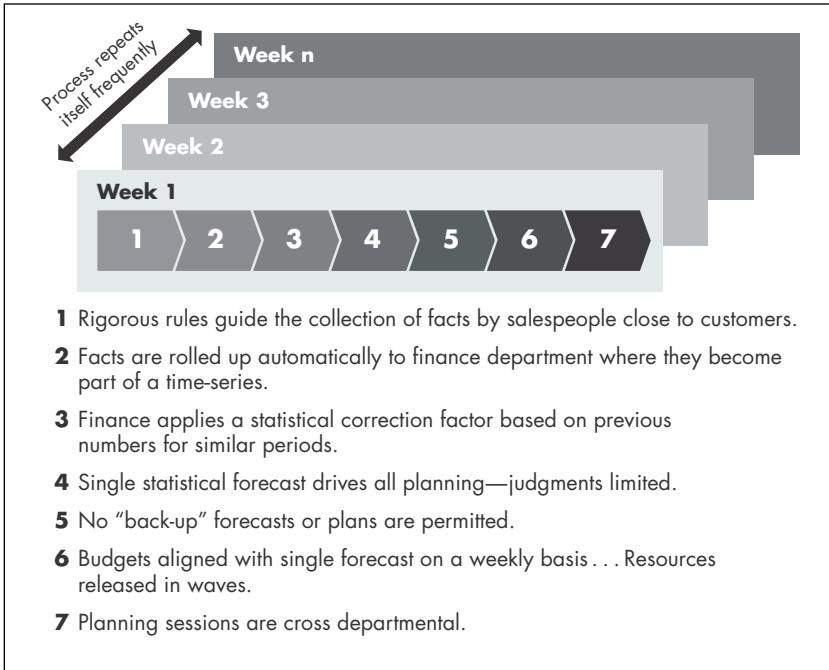 Process repeats
itself frequently
Week n
Week 3
Week 2
Week 1
1 2 3 4 5 6 7
1 Rigorous rules guide the collection of facts by salespeople close to customers.
2 Facts are rolled up automatically to finance department where they become
part of a time-series.
3 Finance applies a statistical correction factor based on previous
numbers for similar periods.
4 Single statistical forecast drives all planning—judgments limited.
5 No “back-up” forecasts or plans are permitted.
6 Budgets aligned with single forecast on a weekly basis . . . Resources
released in waves.
7 Planning sessions are cross departmental.